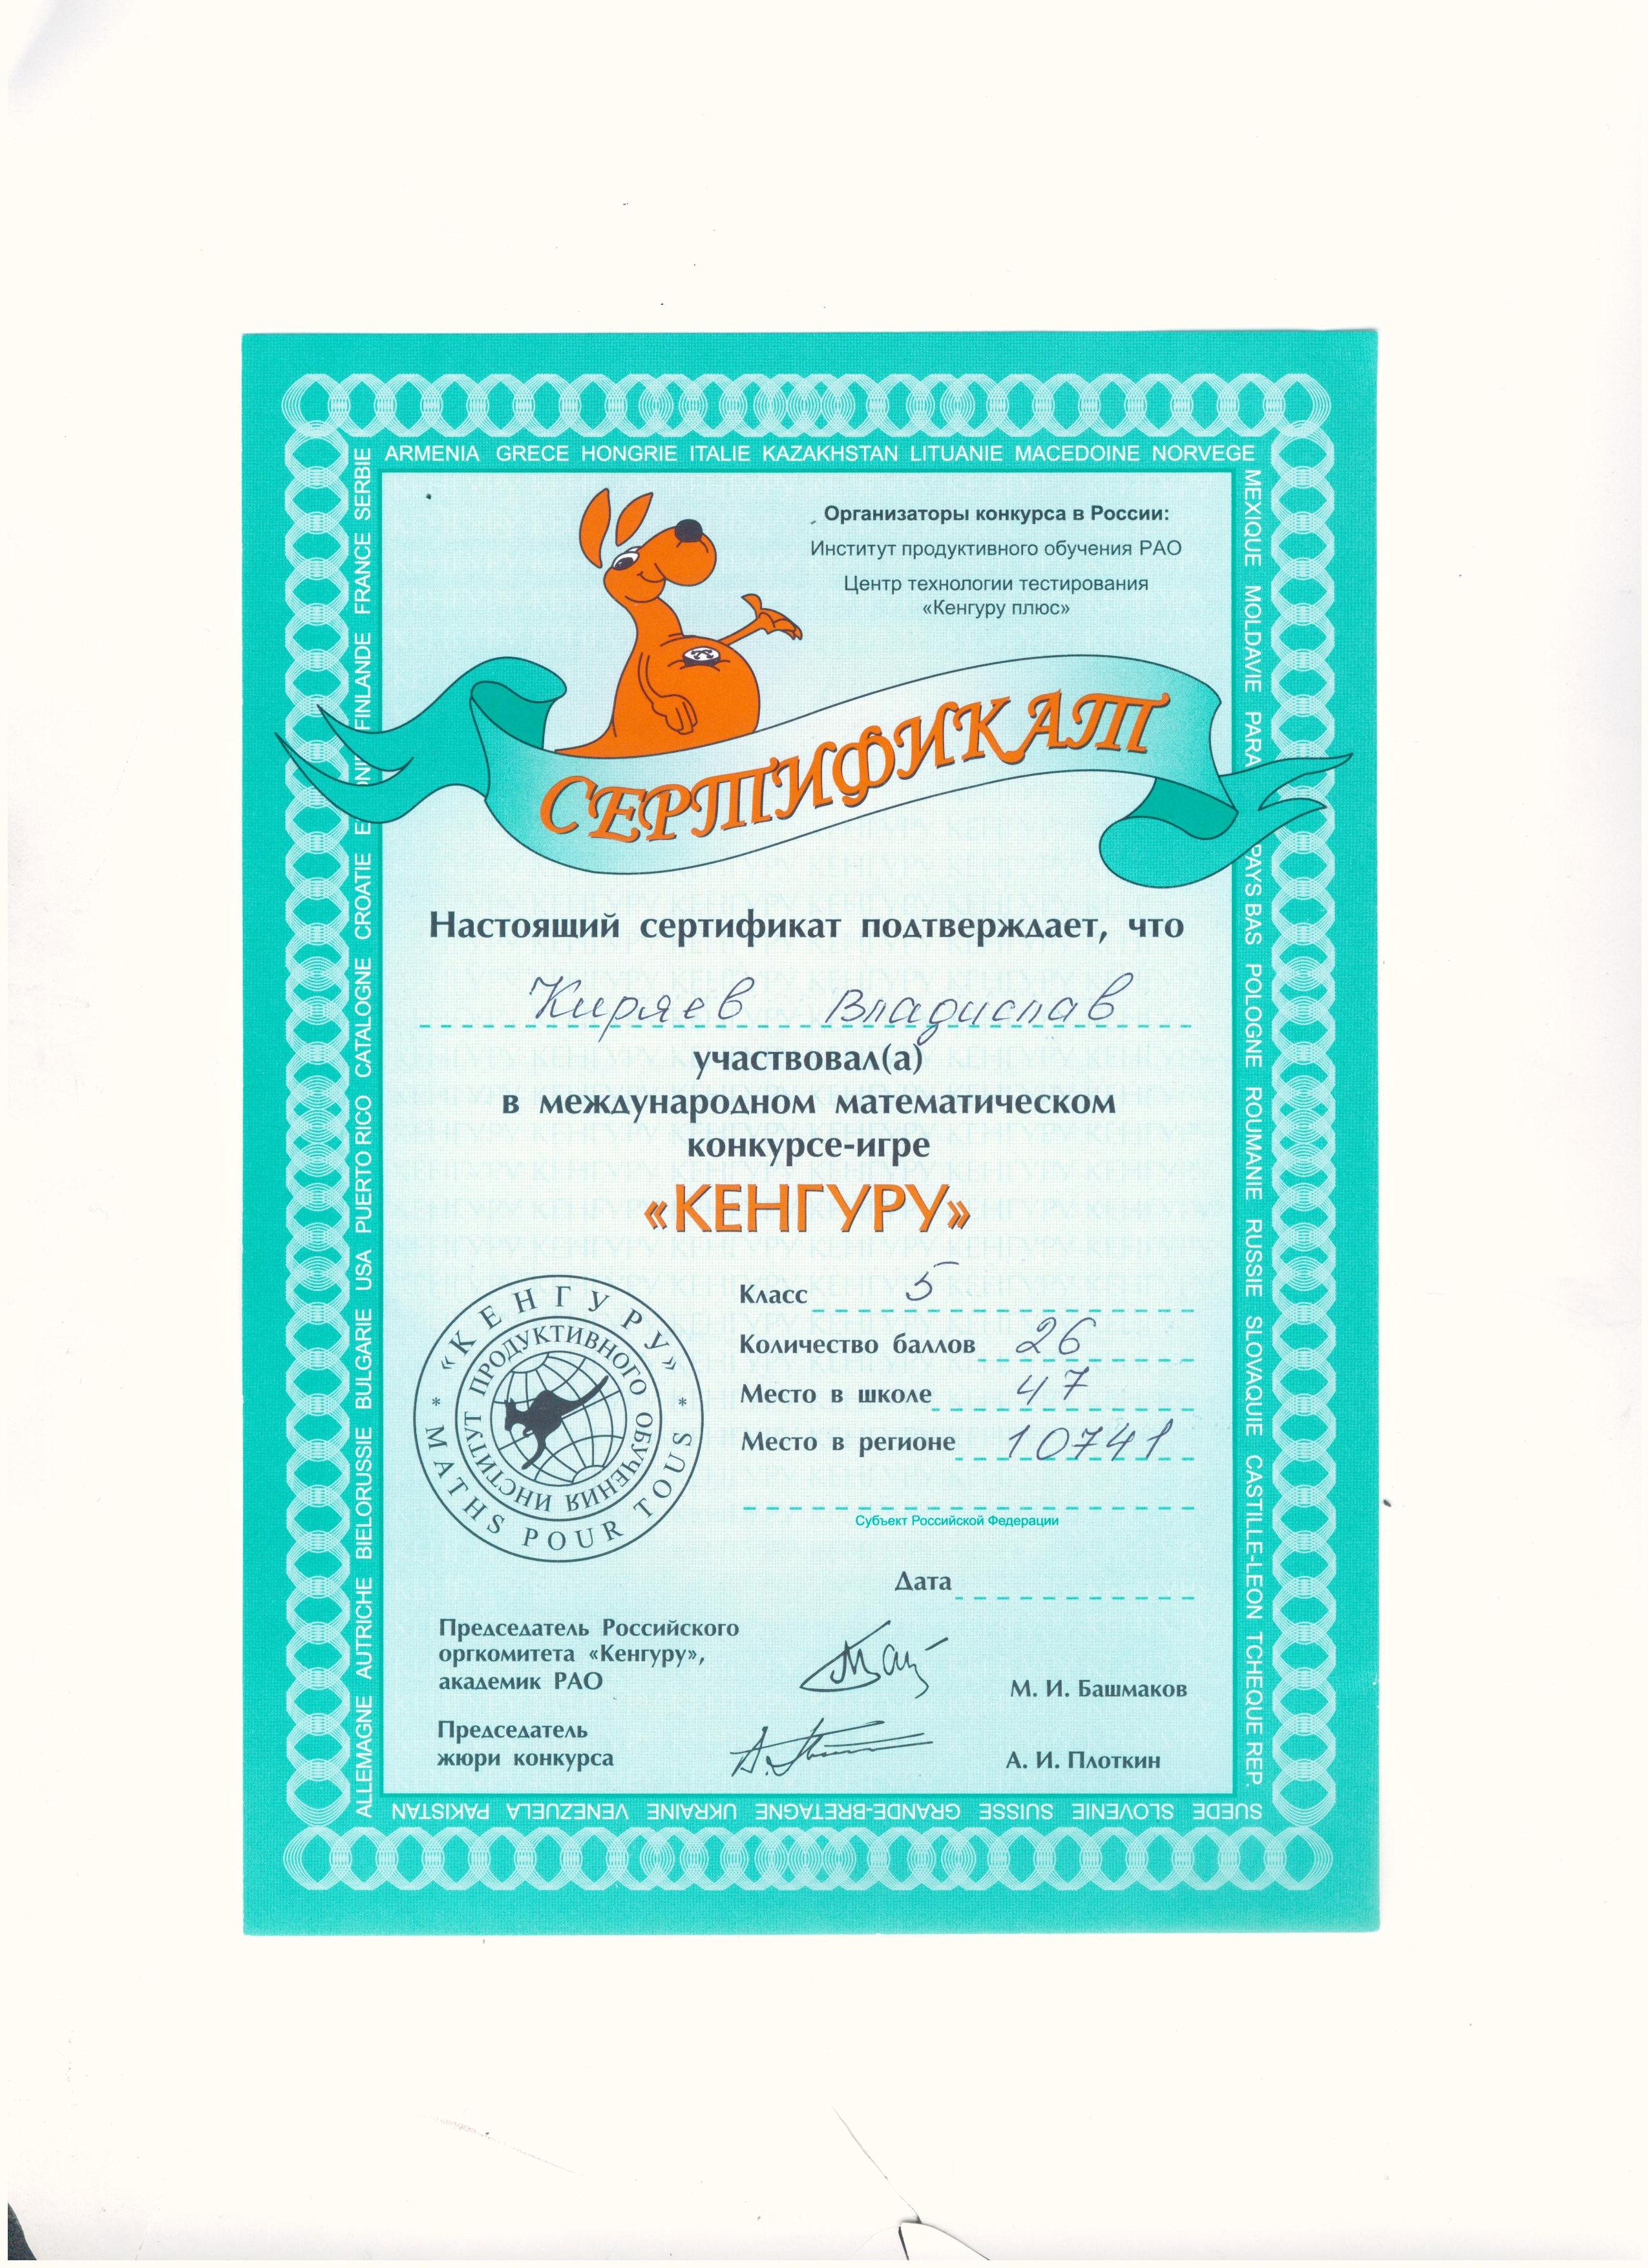 ARMENIA GRECE HONGRIE ITALIE KAZAKHSTAN LITUANIE MACEDOINE NORVEGE
MEXIQUE MOLDAVIE PARA PAYS BAS POLOGNE ROUMANIE RUSSIE SLOVAQUIE CASTILLE-LEON TCHEQUE REP.
SUEDE SLOVENIE SUISSE GRANDE-BRETAGNE UKRAINE VENEZUELA PAKISTAN
ALLEMAGNE AUTRICHE BIELORUSSIE BULGARIE USA PUERTO RICO CATALOGNE CROATIE E ONIE FINLANDE FRANCE SERBIE
Организаторы конкурса в России:
Институт продуктивного обучения РАО
Центр технологии тестирования
«Кенгуру плюс»
СЕРТИФИКАТ
Настоящий сертификат подтверждает, что
Киряев Владислав
участвовал(а)
в международном математическом
конкурсе-игре
«КЕНГУРУ»
Класс 5
Количество баллов 26
Место в школе 47
Место в регионе 10741
Субъект Российской Федерации
Дата
«КЕНГУРУ» * MATHS POUR TOUS *
ИНСТИТУТ ПРОДУКТИВНОГО ОБУЧЕНИЯ
Председатель Российского
оргкомитета «Кенгуру»,
академик РАО
М. И. Башмаков
Председатель
жюри конкурса
А. И. Плоткин